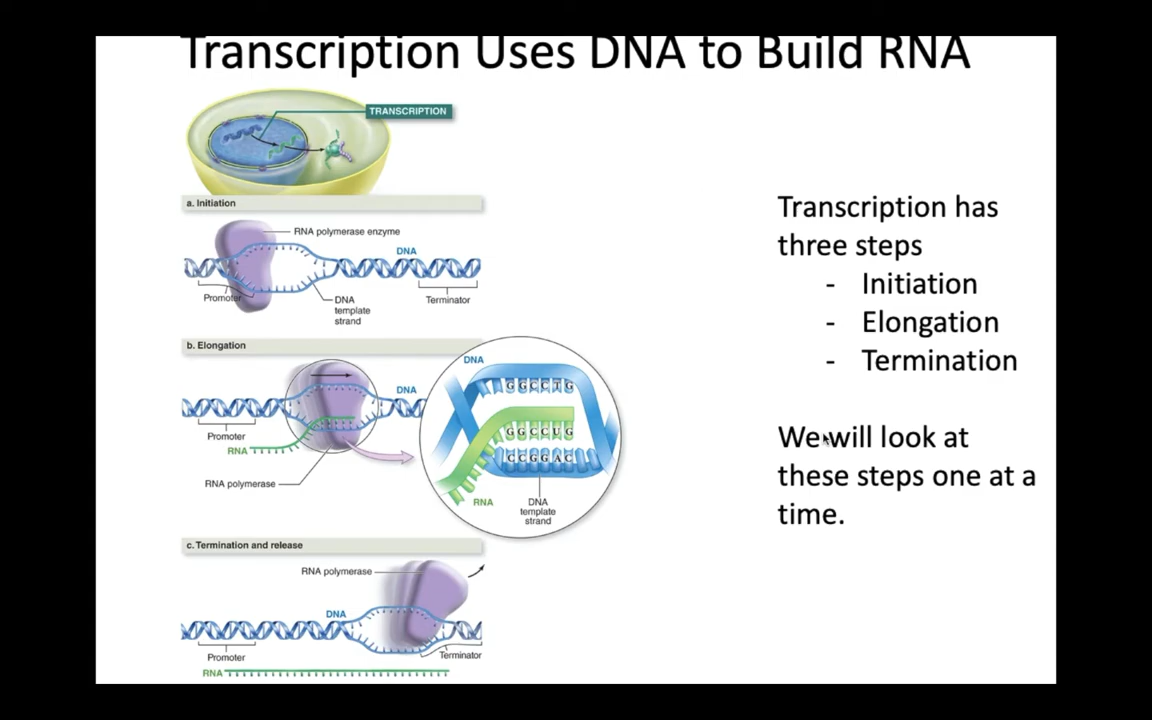 Transcription Uses DNA to Build RNA
TRANSCRIPTION
a. Initiation
RNA polymerase enzyme
DNA
Promoter
DNA
template
strand
Terminator
b. Elongation
DNA
Promoter
RNA
RNA polymerase
DNA
G G C C T G
G G C C U G
C C G G A C
RNA
DNA
template
strand
c. Termination and release
RNA polymerase
DNA
Promoter
Terminator
RNA
Transcription has
three steps
- Initiation
- Elongation
- Termination
We will look at
these steps one at a
time.